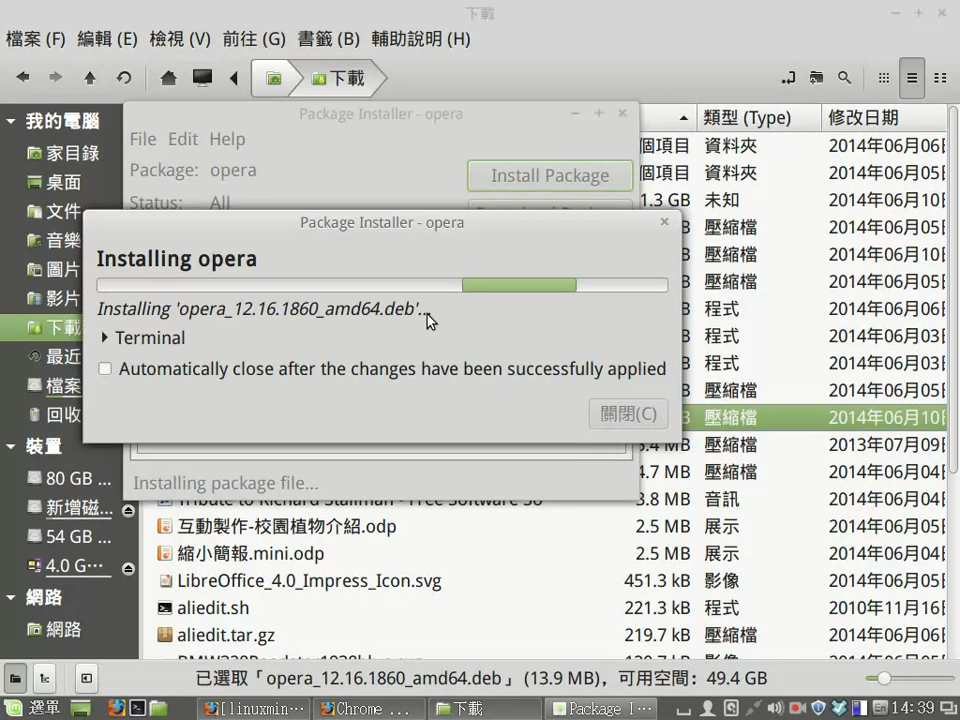 下載
檔案 (F) 編輯 (E) 檢視 (V) 前往 (G) 書籤 (B) 輔助說明 (H)
下載
我的電腦
家目錄
桌面
文件
音樂
圖片
影片
下載
最近
檔案
回收
裝置
80 GB ...
新增磁...
54 GB ...
4.0 G⋯
網路
網路
Package Installer - opera
File Edit Help
Package: opera
Install Package
Status: All
Package Installer - opera
Installing opera
Installing 'opera_12.16.1860_amd64.deb'...
Terminal
Automatically close after the changes have been successfully applied
關閉(C)
Installing package file...
類型 (Type) 修改日期
個項目 資料夾 2014年06月06日
個項目 資料夾 2014年06月06日
1.3 GB 未知 2014年06月10日
壓縮檔 2014年06月04日
壓縮檔 2014年06月10日
壓縮檔 2014年06月05日
程式 2014年06月05日
程式 2014年06月03日
程式 2014年06月03日
壓縮檔 2014年06月05日
壓縮檔 2014年06月10日
壓縮檔 2013年07月09日
4.7 MB 壓縮檔 2014年06月04日
Tribute to Richard Stallman - Free Software 3.8 MB 音訊 2014年06月05日
互動製作-校園植物介紹.odp 2.5 MB 展示 2014年06月05日
縮小簡報.mini.odp 2.5 MB 展示 2014年06月05日
LibreOffice_4.0_Impress_Icon.svg 451.3 kB 影像 2014年06月05日
aliedit.sh 221.3 kB 程式 2010年11月16日
aliedit.tar.gz 219.7 kB 壓縮檔 2014年06月05日
已選取「opera_12.16.1860_amd64.deb」(13.9 MB)，可用空間：49.4 GB
選單 [linuxmin⋯ Chrome ... 下載 Package I⋯ 14:39